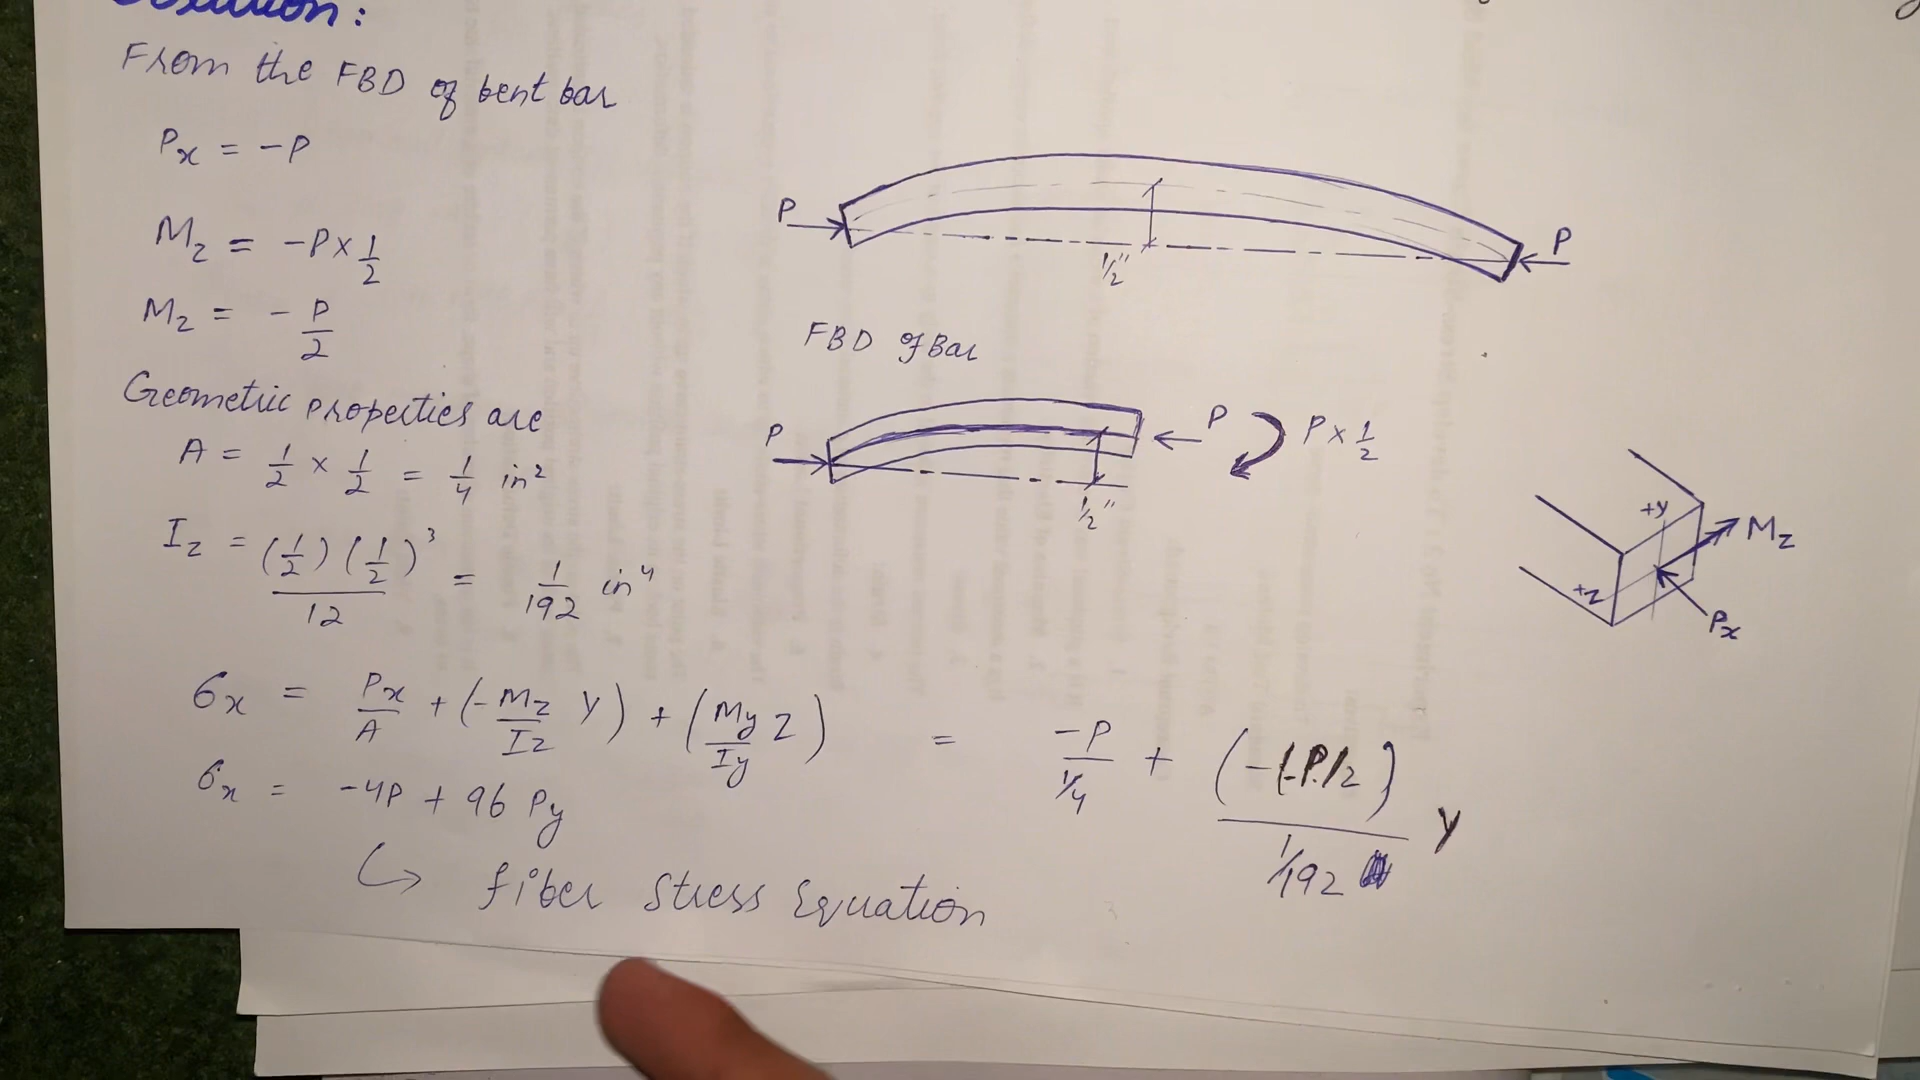 Solution:
From the FBD of bent bar
Px = -P
Mz = -P × 1/2
Mz = - P/2
Geometric properties are
A = 1/2 × 1/2 = 1/4 in²
Iz = (1/2)(1/2)³/12 = 1/192 in⁴
σx = Px/A + (-Mz/Iz y) + (My/Iy z) = -P/(1/4) + (-(-P/2))/(1/192) y
σx = -4P + 96 Py
↳ fiber Stress Equation
P
1/2"
P
FBD of Bar
P
1/2"
P
P × 1/2
+y
+z
Mz
Px